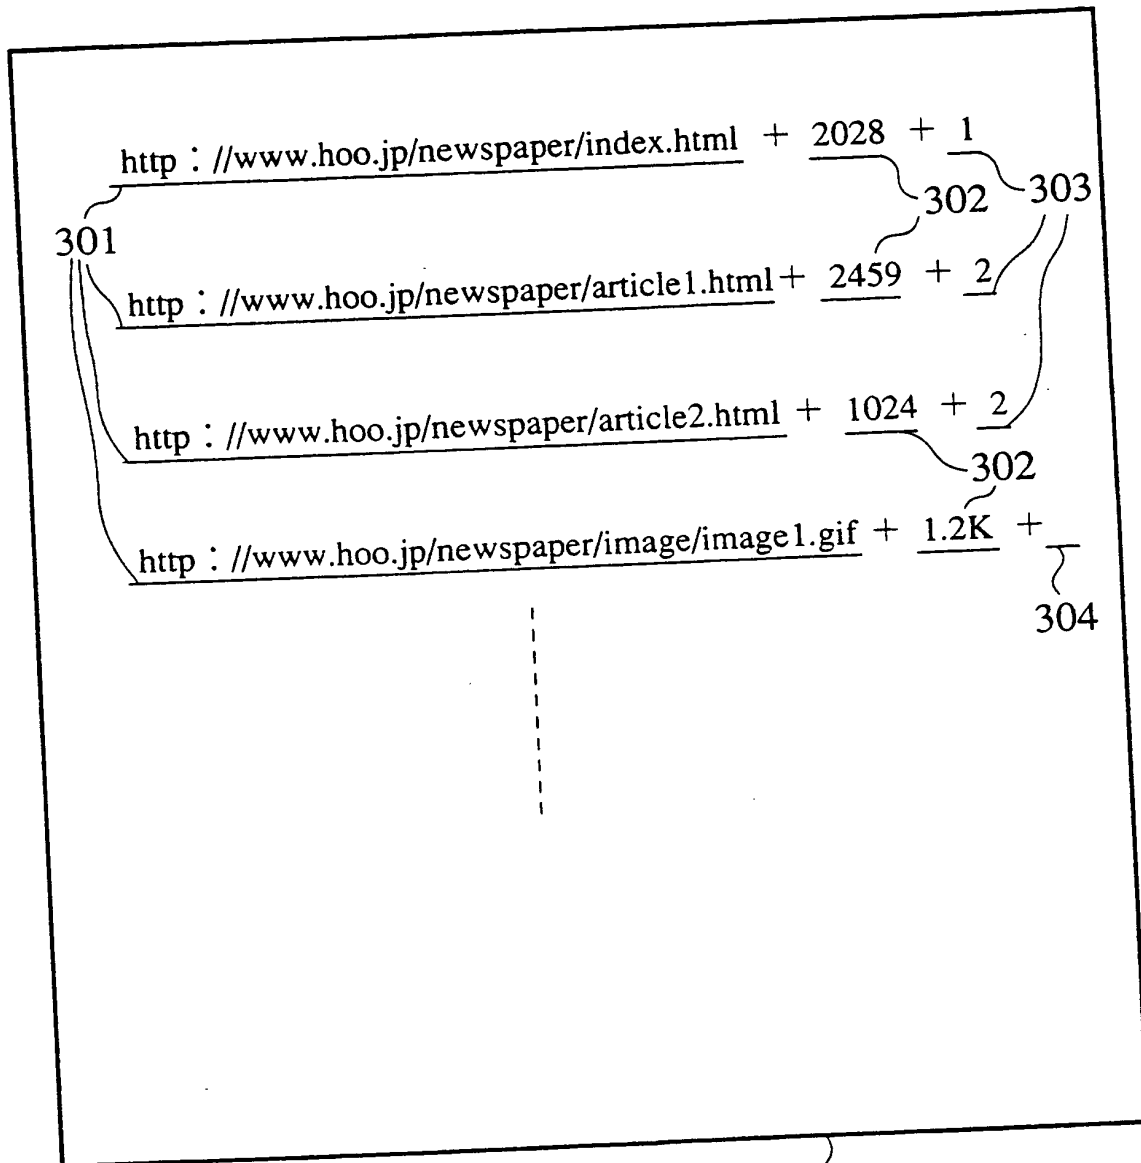 http : //www.hoo.jp/newspaper/index.html + 2028 + 1
302 303
301
http : //www.hoo.jp/newspaper/article1.html + 2459 + 2
http : //www.hoo.jp/newspaper/article2.html + 1024 + 2
302
http : //www.hoo.jp/newspaper/image/image1.gif + 1.2K +
304